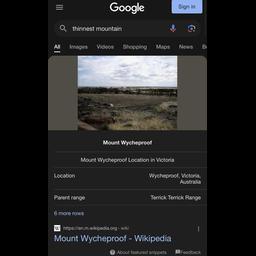 Google
Sign in
thinnest mountain
All Images Videos Shopping Maps News
Mount Wycheproof
Mount Wycheproof Location in Victoria
Location Wycheproof, Victoria,
Australia
Parent range Terrick Terrick Range
6 more rows
W https://en.m.wikipedia.org › wiki
Mount Wycheproof - Wikipedia
About featured snippets Feedback